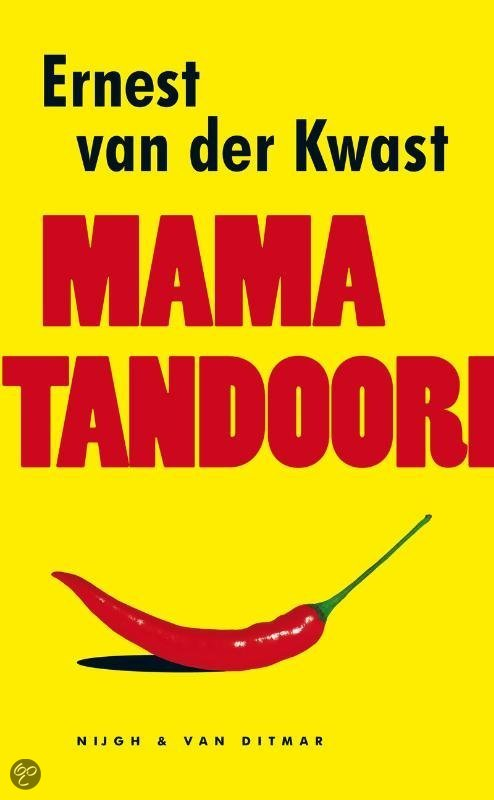 Ernest
van der Kwast
MAMA
TANDOORI
NIJGH & VAN DITMAR